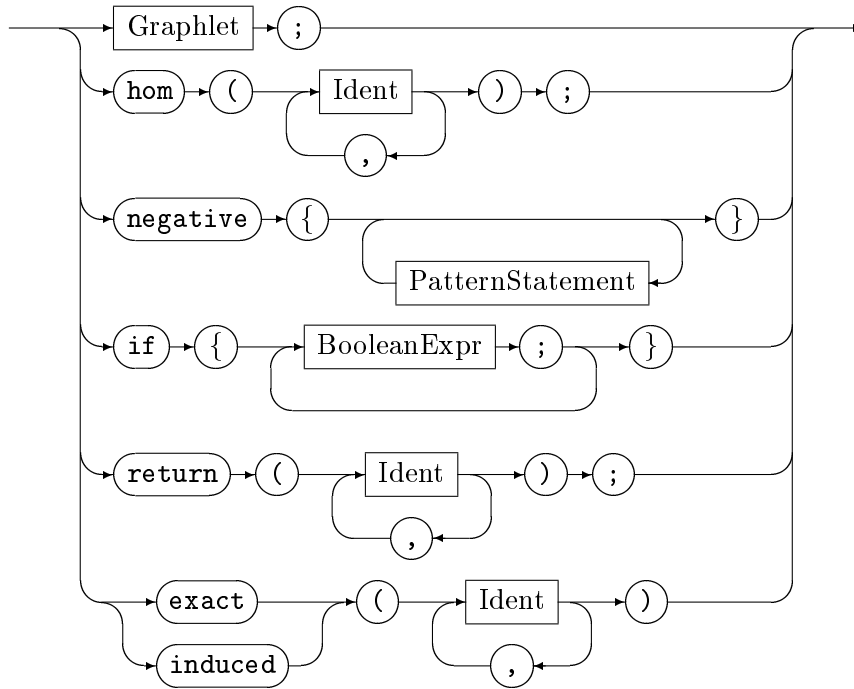 Graphlet ;
hom ( Ident ) ;
,
negative { }
PatternStatement
if { BooleanExpr ; }
return ( Ident ) ;
,
exact ( Ident )
induced ,